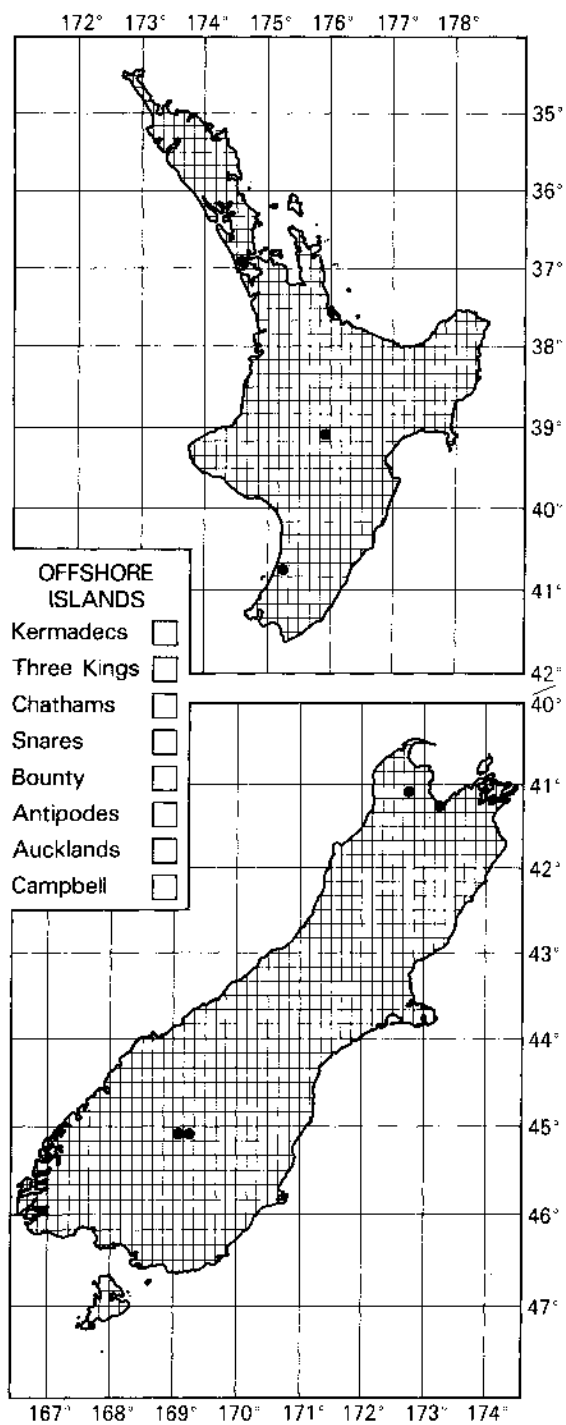 172° 173° 174° 175° 176° 177° 178°
35°
36°
37°
38°
39°
40°
41°
42°
OFFSHORE
ISLANDS
Kermadecs
Three Kings
Chathams
Snares
Bounty
Antipodes
Aucklands
Campbell
40°
41°
42°
43°
44°
45°
46°
47°
167° 168° 169° 170° 171° 172° 173° 174°